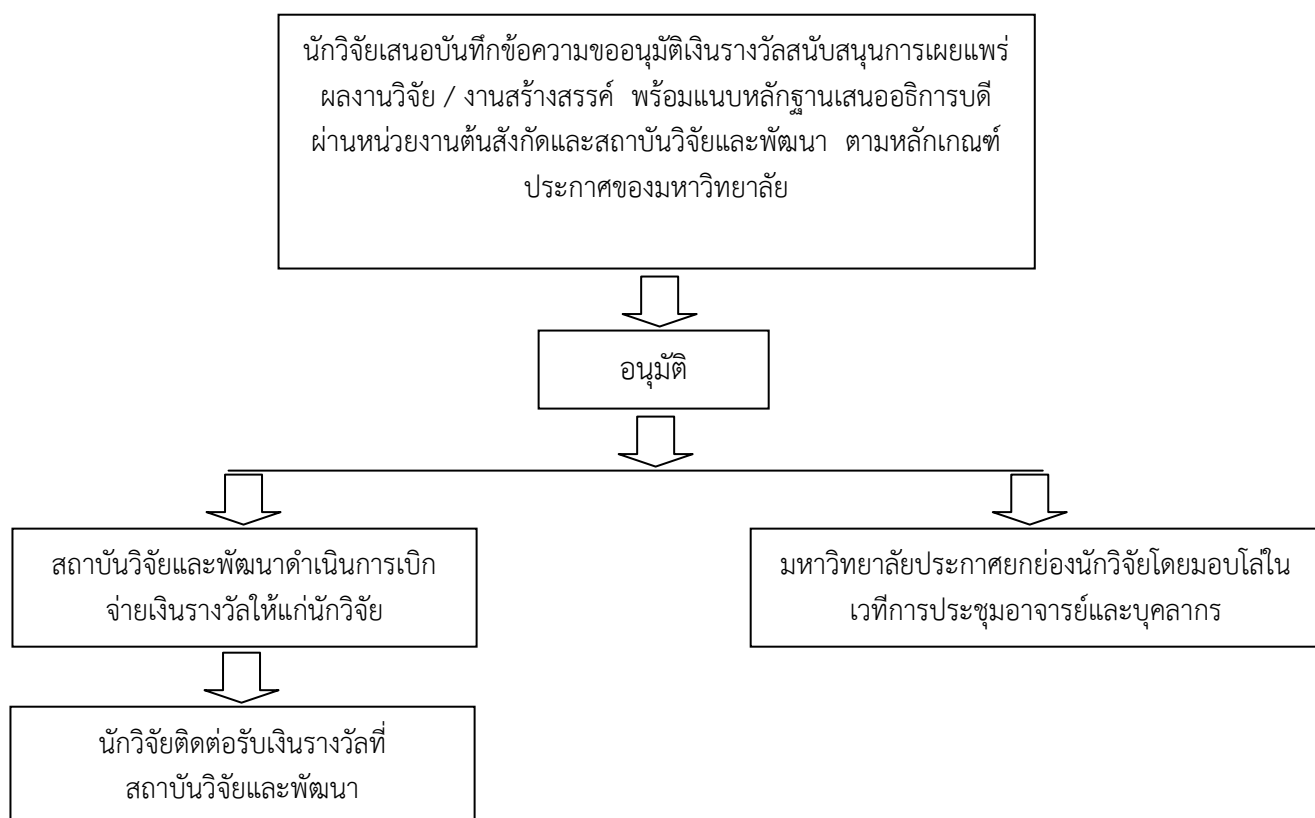 นักวิจัยเสนอบันทึกข้อความขออนุมัติเงินรางวัลสนับสนุนการเผยแพร่
ผลงานวิจัย / งานสร้างสรรค์ พร้อมแนบหลักฐานเสนออธิการบดี
ผ่านหน่วยงานต้นสังกัดและสถาบันวิจัยและพัฒนา ตามหลักเกณฑ์
ประกาศของมหาวิทยาลัย
อนุมัติ
สถาบันวิจัยและพัฒนาดำเนินการเบิก
จ่ายเงินรางวัลให้แก่นักวิจัย
มหาวิทยาลัยประกาศยกย่องนักวิจัยโดยมอบโล่ใน
เวทีการประชุมอาจารย์และบุคลากร
นักวิจัยติดต่อรับเงินรางวัลที่
สถาบันวิจัยและพัฒนา